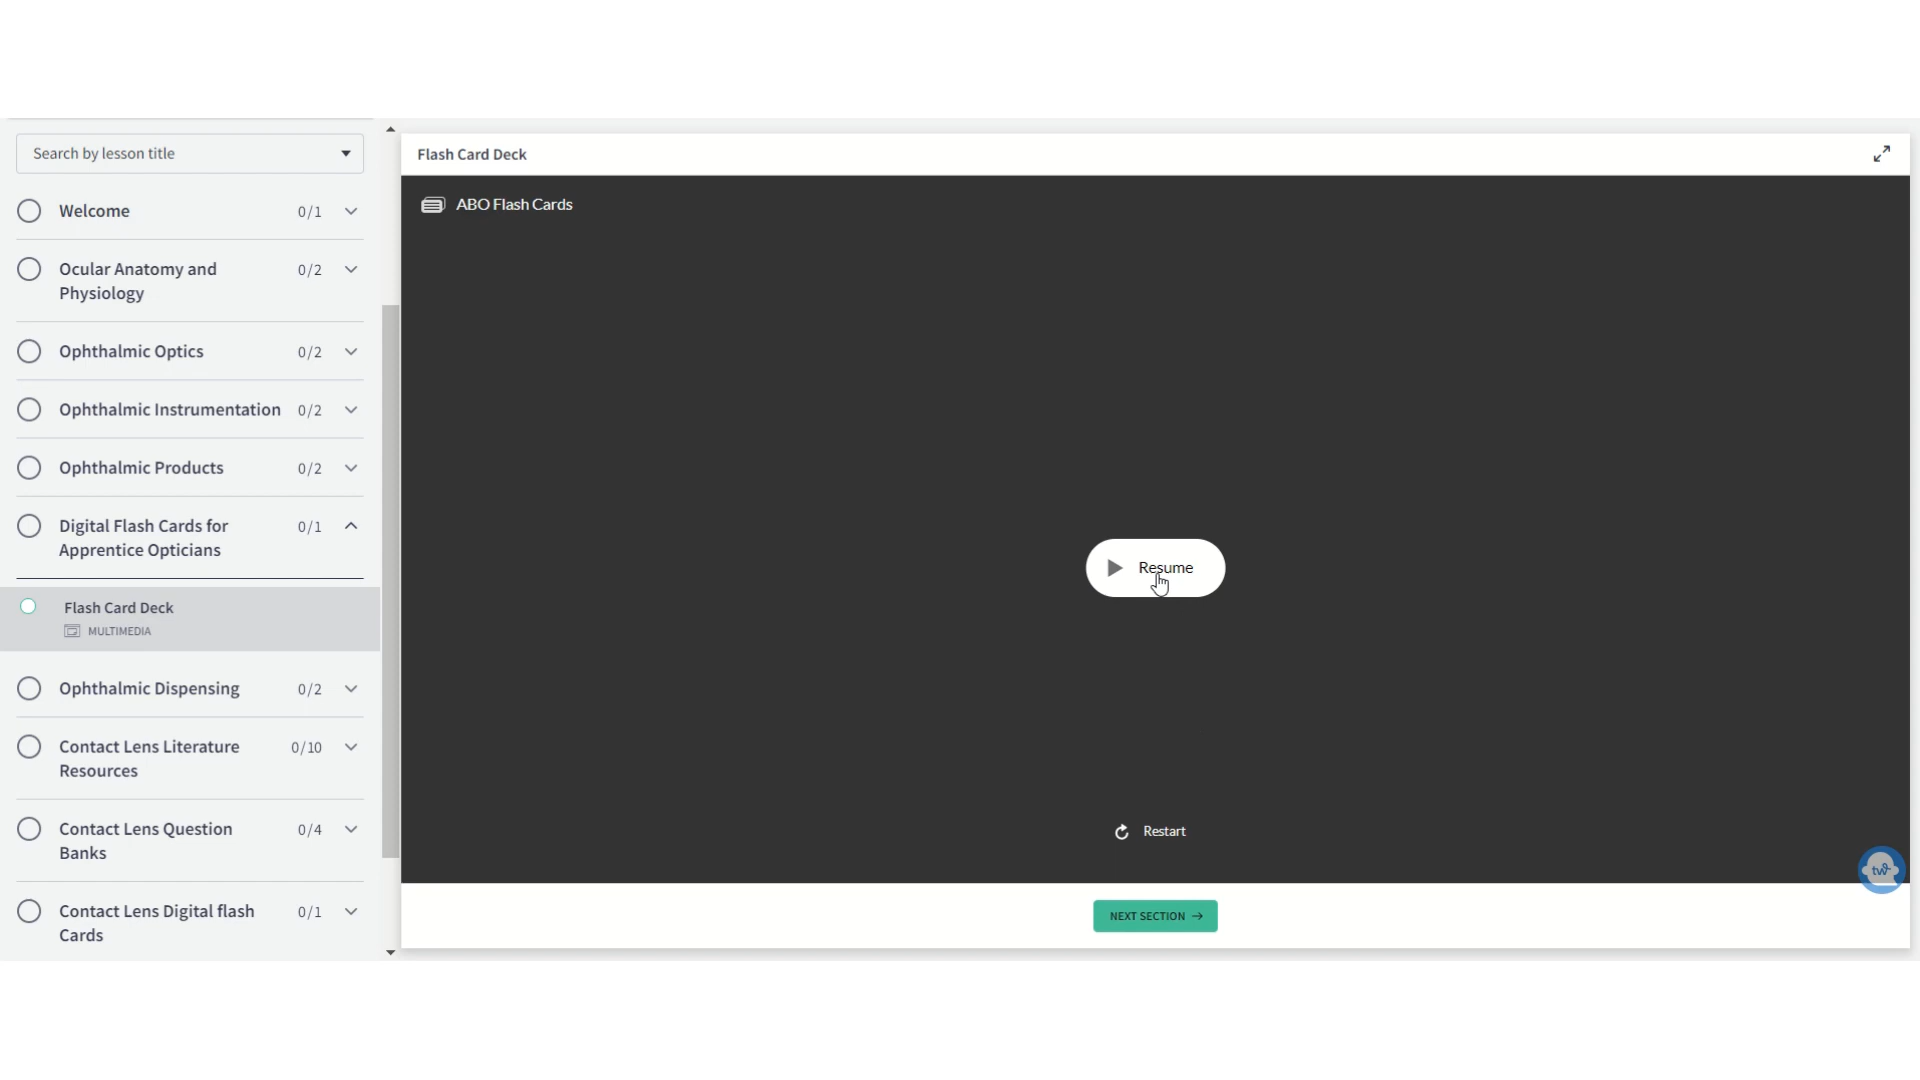 Search by lesson title
Welcome 0/1
Ocular Anatomy and 0/2
Physiology
Ophthalmic Optics 0/2
Ophthalmic Instrumentation 0/2
Ophthalmic Products 0/2
Digital Flash Cards for 0/1
Apprentice Opticians
Flash Card Deck
MULTIMEDIA
Ophthalmic Dispensing 0/2
Contact Lens Literature 0/10
Resources
Contact Lens Question 0/4
Banks
Contact Lens Digital flash 0/1
Cards
Flash Card Deck
ABO Flash Cards
Resume
Restart
tw
NEXT SECTION